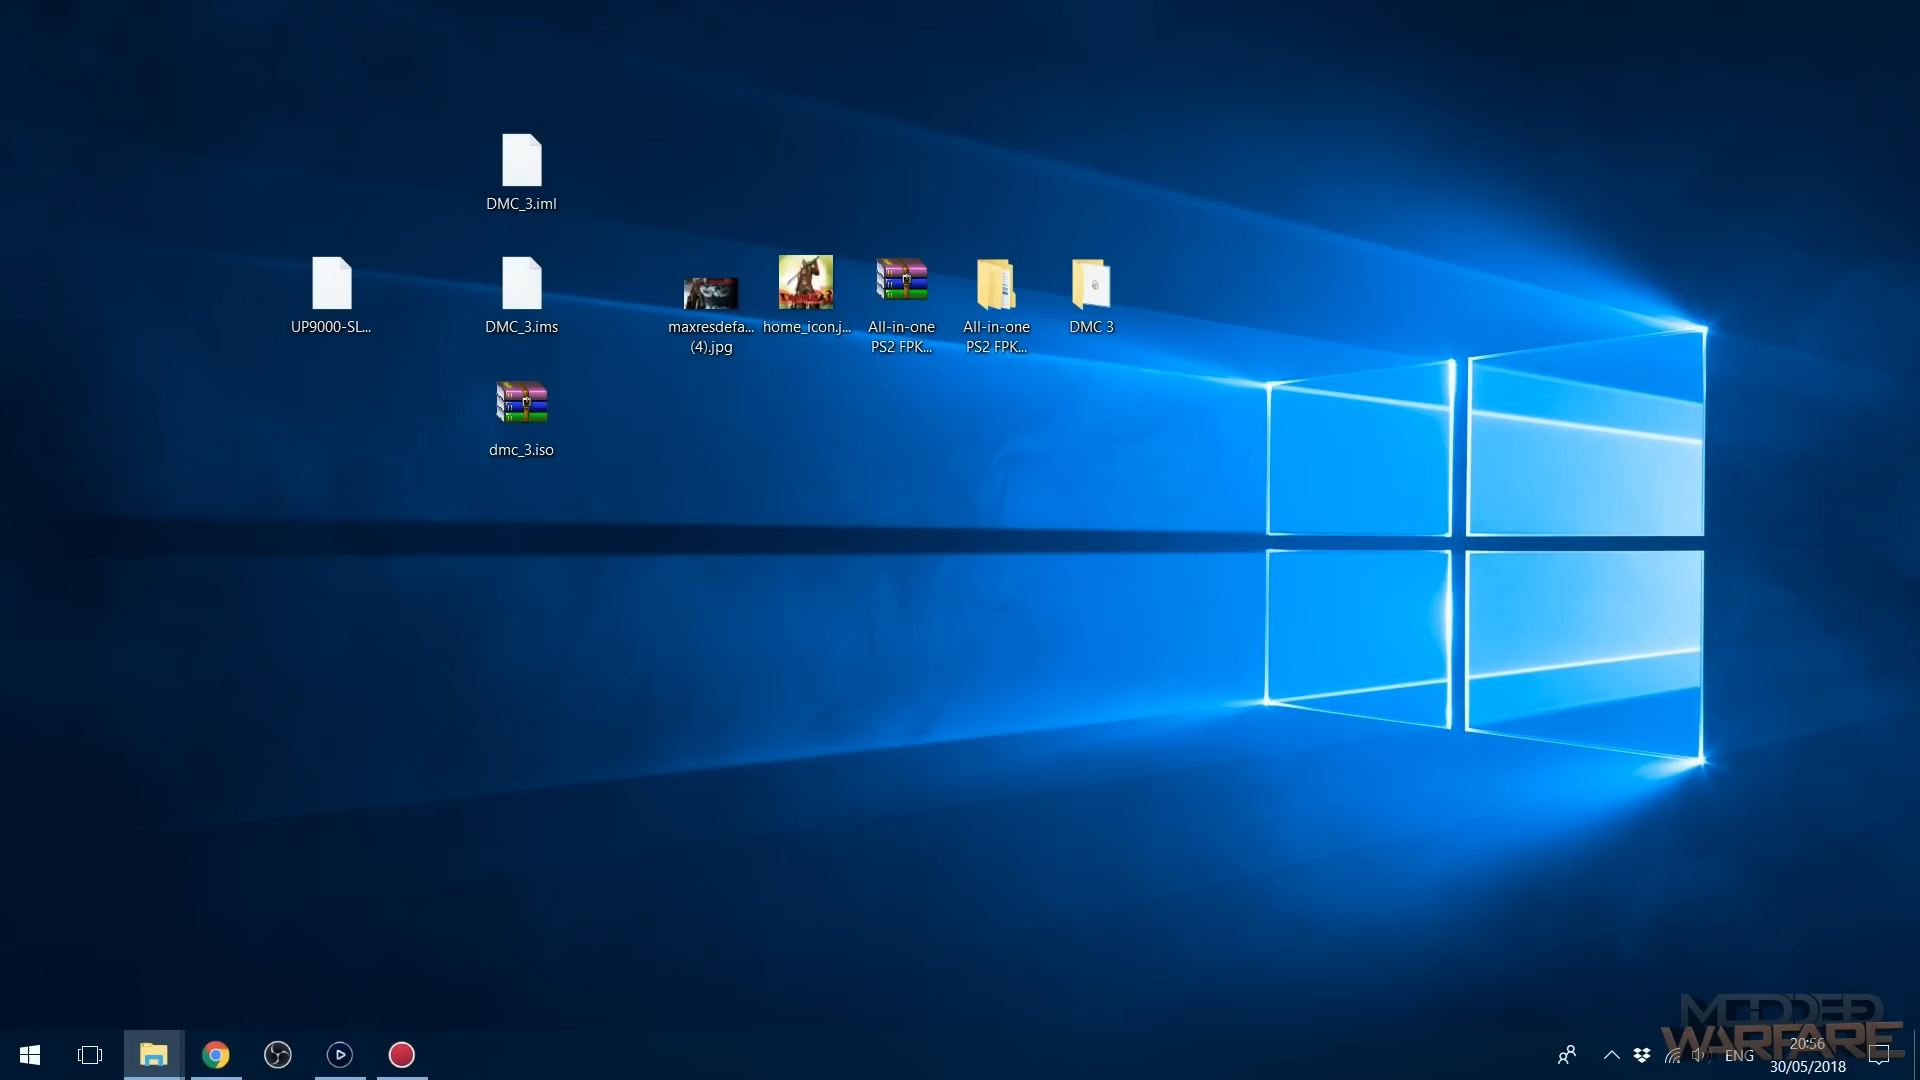 DMC_3.iml
UP9000-SL...
DMC_3.ims
maxresdefa...
(4).jpg
home_icon.j...
All-in-one
PS2 FPK...
All-in-one
PS2 FPK...
DMC 3
dmc_3.iso
MODDED
WARFARE
ENG
20:56
30/05/2018